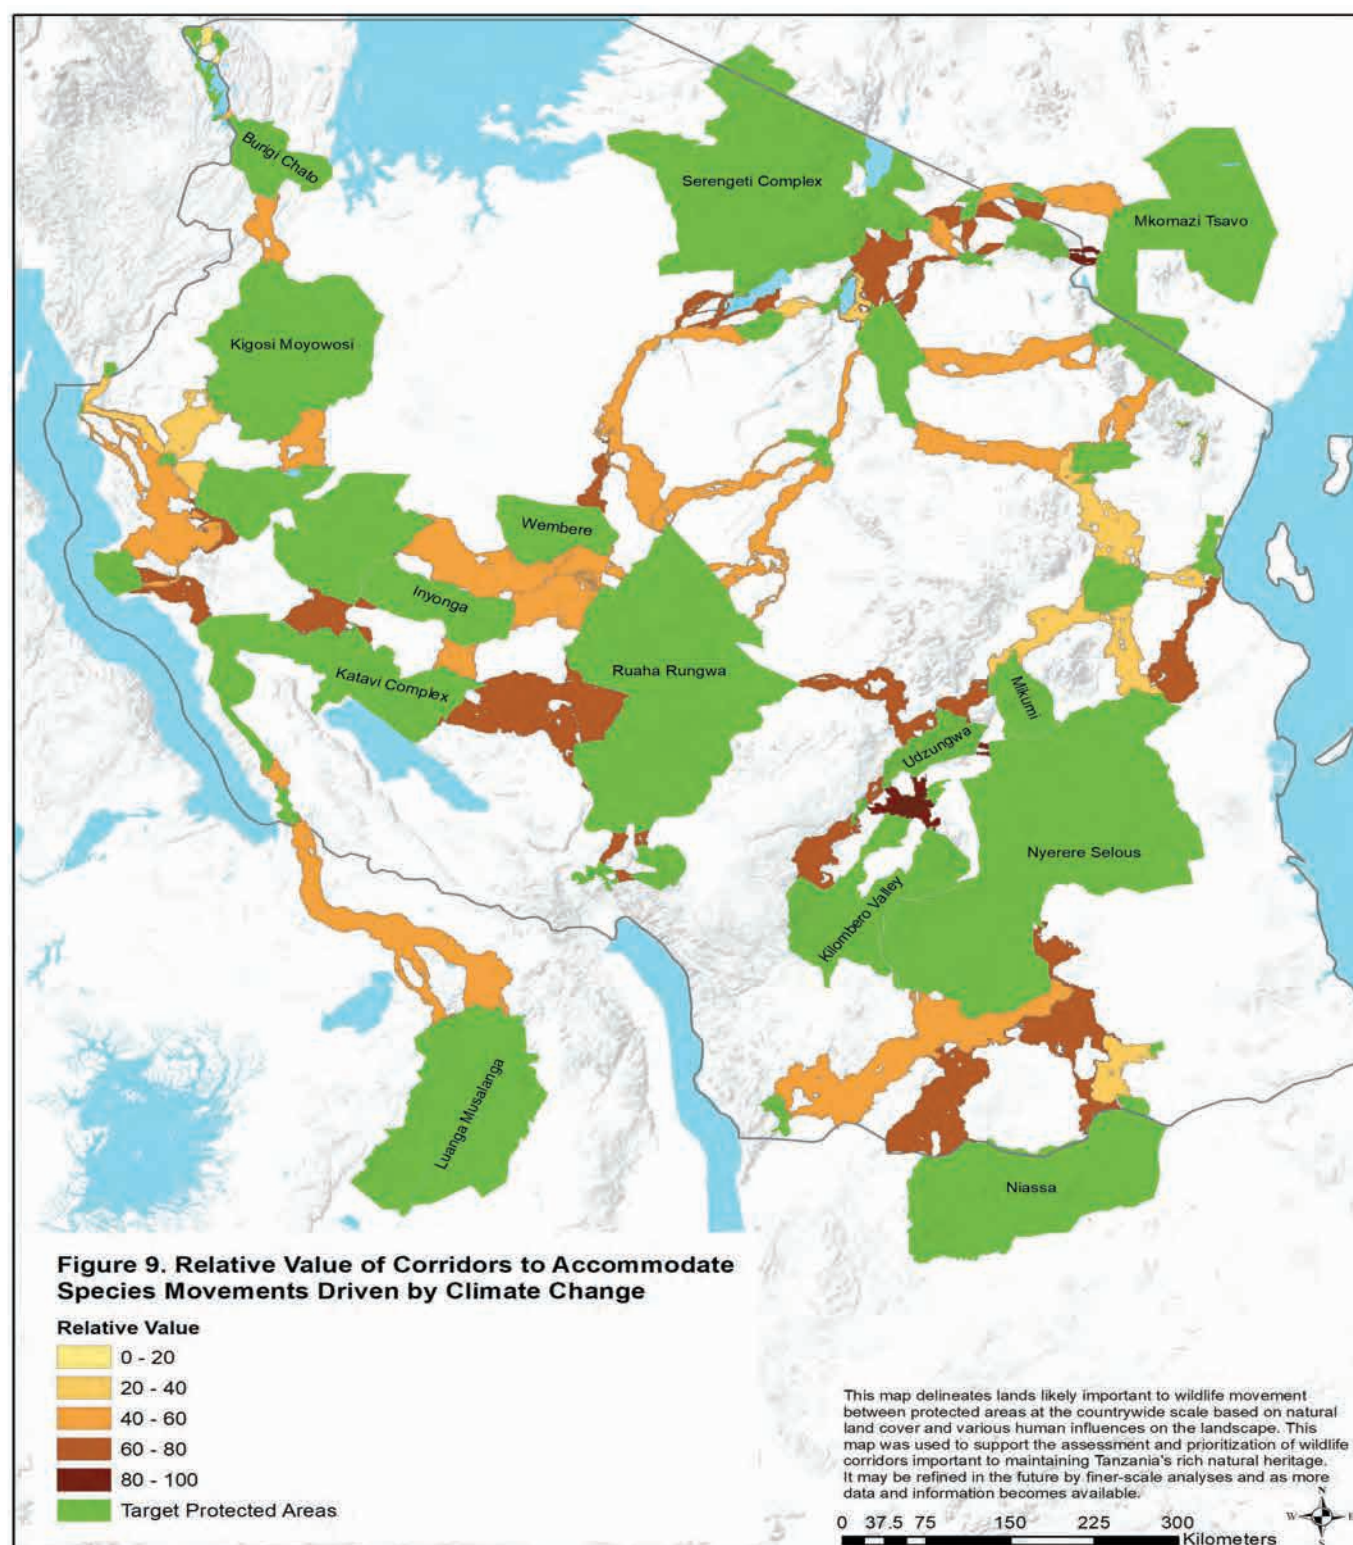 Burigi Chato
Serengeti Complex
Mkomazi Tsavo
Kigosi Moyowosi
Wembere
Inyonga
Ruaha Rungwa
Katavi Complex
Mikumi
Udzungwa
Nyerere Selous
Kilombero Valley
Luanga Musalanga
Niassa
Figure 9. Relative Value of Corridors to Accommodate
Species Movements Driven by Climate Change
Relative Value
0 - 20
20 - 40
40 - 60
60 - 80
80 - 100
Target Protected Areas
This map delineates lands likely important to wildlife movement
between protected areas at the countrywide scale based on natural
land cover and various human influences on the landscape. This
map was used to support the assessment and prioritization of wildlife
corridors important to maintaining Tanzania's rich natural heritage.
It may be refined in the future by finer-scale analyses and as more
data and information becomes available.
N
W E
S
0 37.5 75 150 225 300
Kilometers